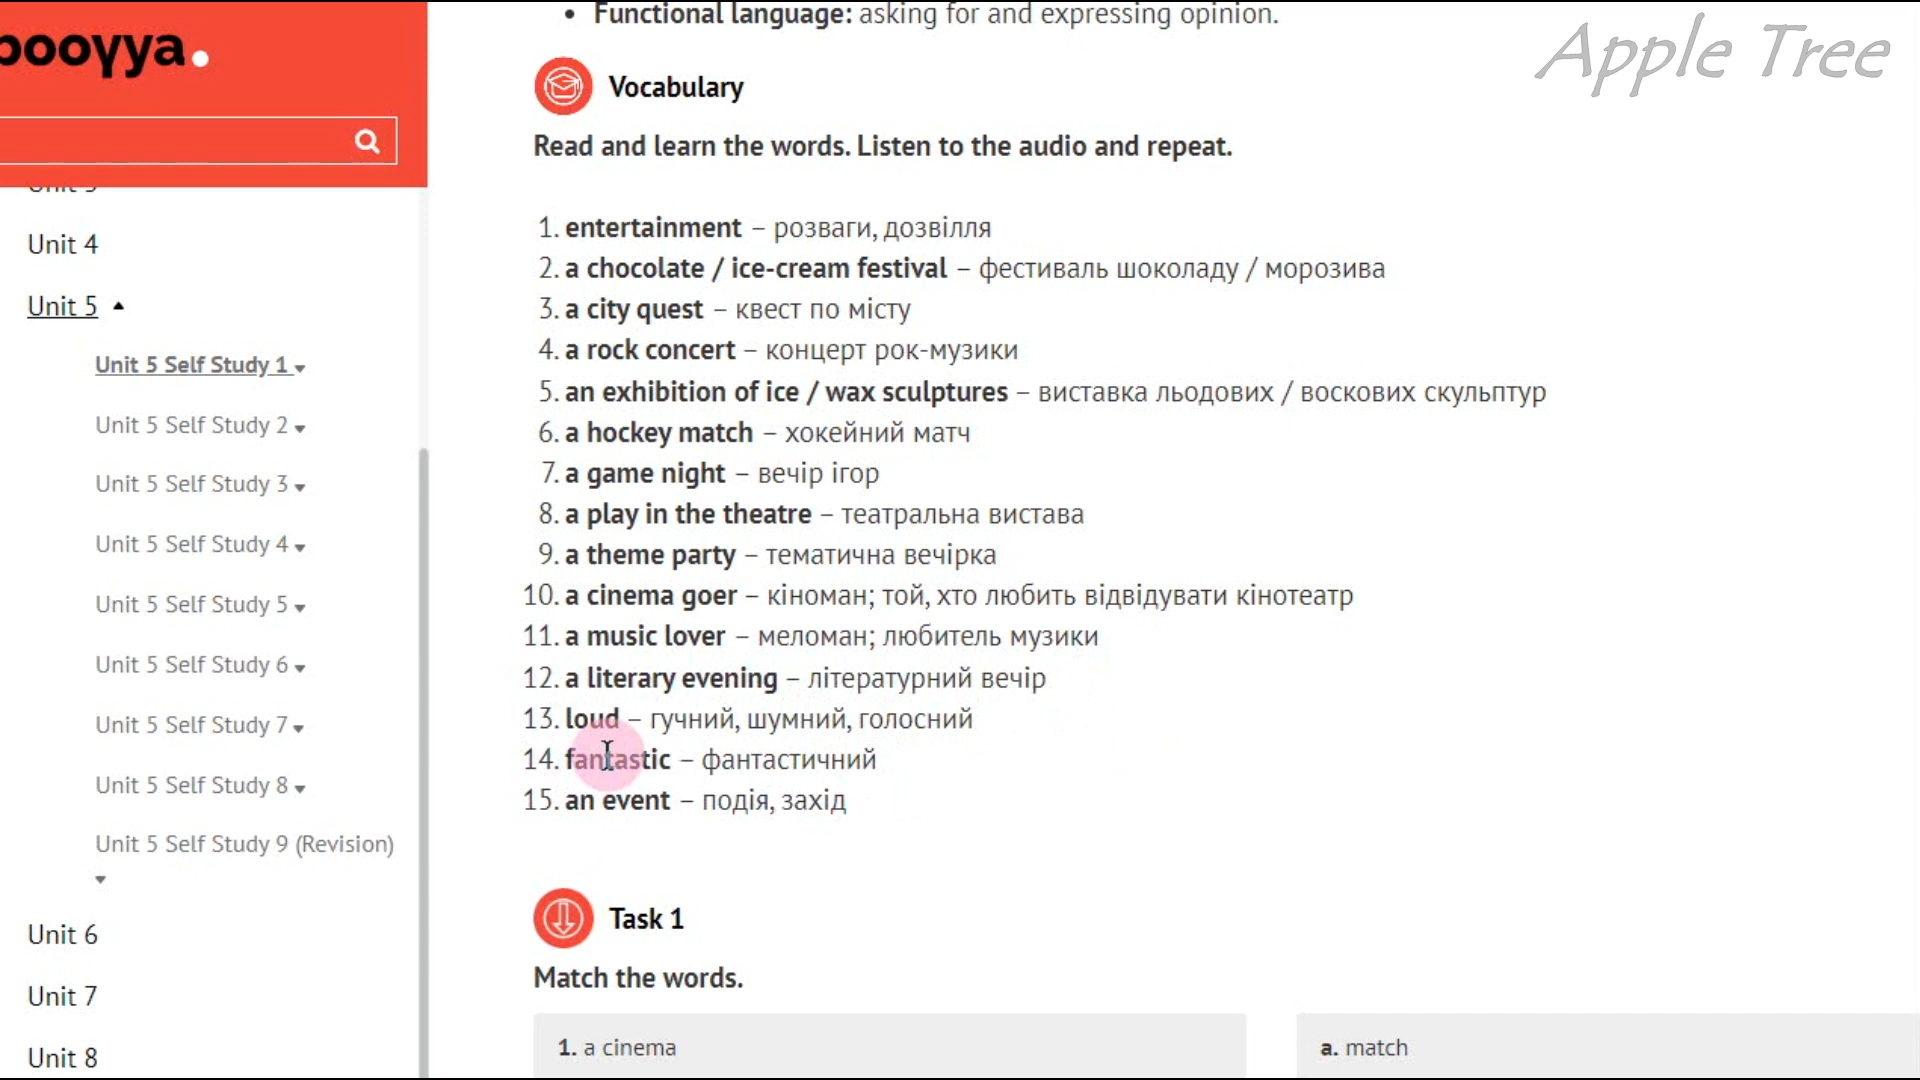 Functional language: asking for and expressing opinion.
Apple Tree
booyya.
Vocabulary
Read and learn the words. Listen to the audio and repeat.
Unit 4
Unit 5
Unit 5 Self Study 1
Unit 5 Self Study 2
Unit 5 Self Study 3
Unit 5 Self Study 4
Unit 5 Self Study 5
Unit 5 Self Study 6
Unit 5 Self Study 7
Unit 5 Self Study 8
Unit 5 Self Study 9 (Revision)
Unit 6
Unit 7
Unit 8
1. entertainment – розваги, дозвілля
2. a chocolate / ice-cream festival – фестиваль шоколаду / морозива
3. a city quest – квест по місту
4. a rock concert – концерт рок-музики
5. an exhibition of ice / wax sculptures – виставка льодових / воскових скульптур
6. a hockey match – хокейний матч
7. a game night – вечір ігор
8. a play in the theatre – театральна вистава
9. a theme party – тематична вечірка
10. a cinema goer – кіноман; той, хто любить відвідувати кінотеатр
11. a music lover – меломан; любитель музики
12. a literary evening – літературний вечір
13. loud – гучний, шумний, голосний
14. fantastic – фантастичний
15. an event – подія, захід
Task 1
Match the words.
1. a cinema
a. match